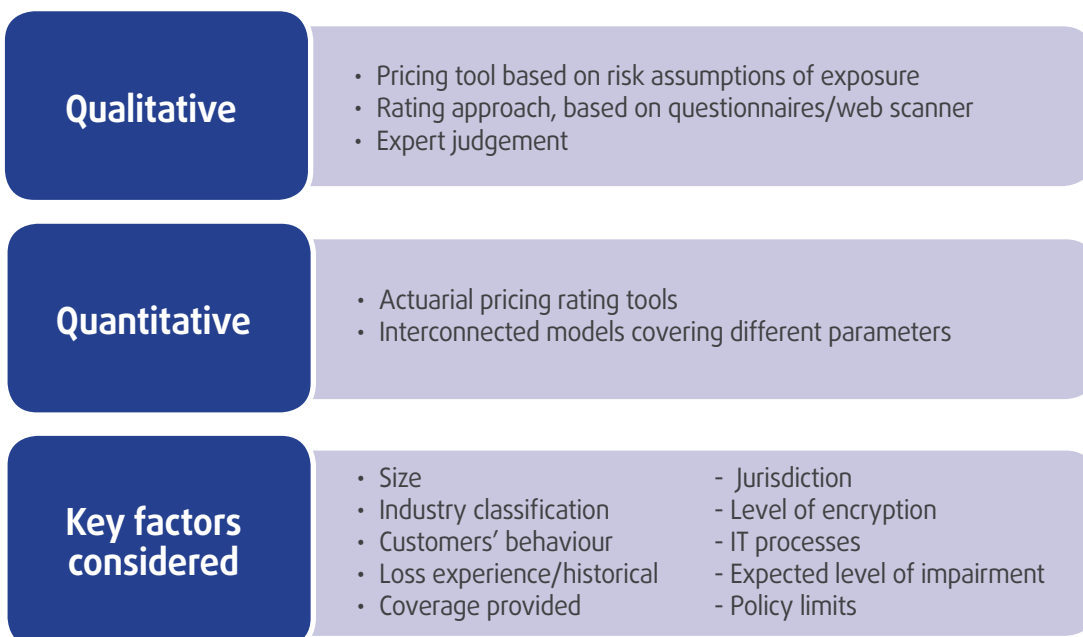 Qualitative
• Pricing tool based on risk assumptions of exposure
• Rating approach, based on questionnaires/web scanner
• Expert judgement
Quantitative
• Actuarial pricing rating tools
• Interconnected models covering different parameters
Key factors
considered
• Size
• Industry classification
• Customers’ behaviour
• Loss experience/historical
• Coverage provided
- Jurisdiction
- Level of encryption
- IT processes
- Expected level of impairment
- Policy limits